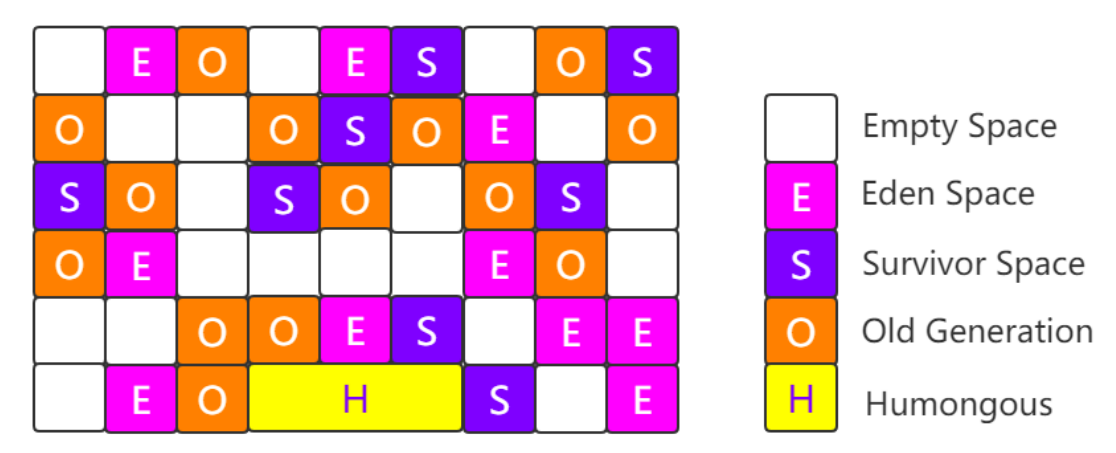 E O E S O S
O O S O E O
S O S O O S
O E E O
O O E S E E
E O H S E
Empty Space
E Eden Space
S Survivor Space
O Old Generation
H Humongous